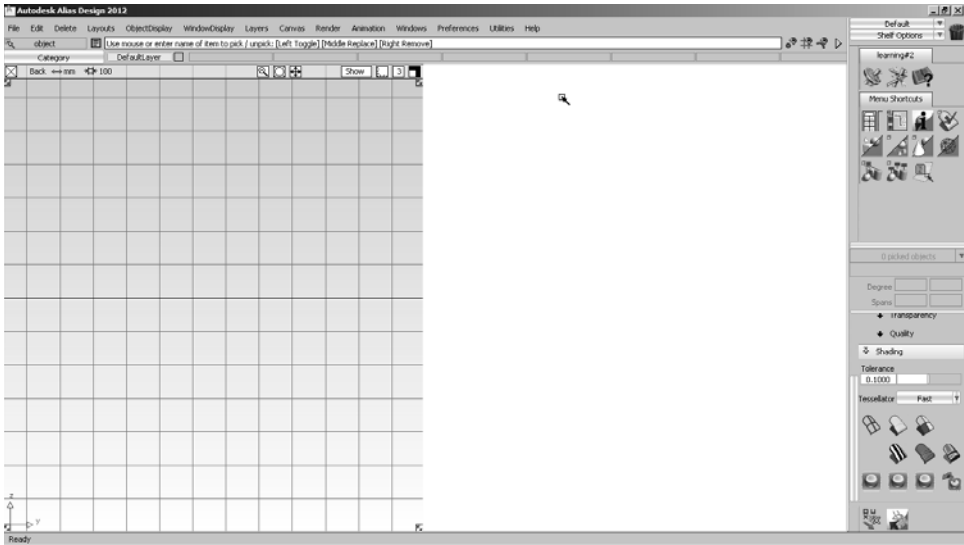 Autodesk Alias Design 2012
File Edit Delete Layouts ObjectDisplay WindowDisplay Layers Canvas Render Animation Windows Preferences Utilities Help
object Use mouse or enter name of item to pick / unpick: [Left Toggle] [Middle Replace] [Right Remove]
Category DefaultLayer
Back mm 100 Show 3
Default
Shelf Options
learning#2
Menu Shortcuts
0 picked objects
Degree
Spans
Transparency
Quality
Shading
Tolerance
0.1000
Tessellator Fast
z
y
Ready